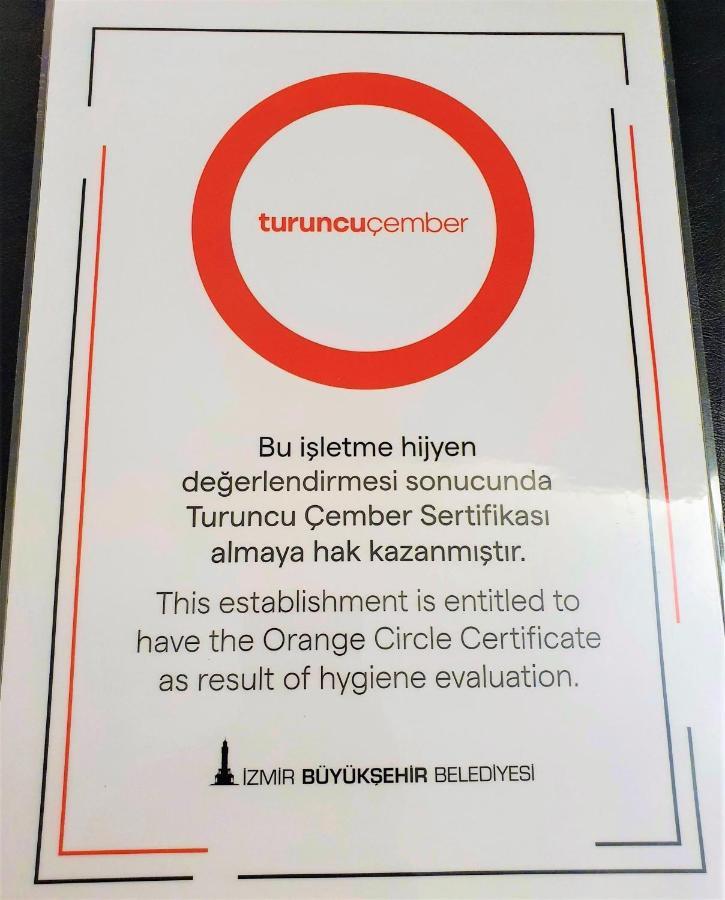 turuncuçember
Bu işletme hijyen
değerlendirmesi sonucunda
Turuncu Çember Sertifikası
almaya hak kazanmıştır.
This establishment is entitled to
have the Orange Circle Certificate
as result of hygiene evaluation.
İZMİR BÜYÜKŞEHİR BELEDİYESİ